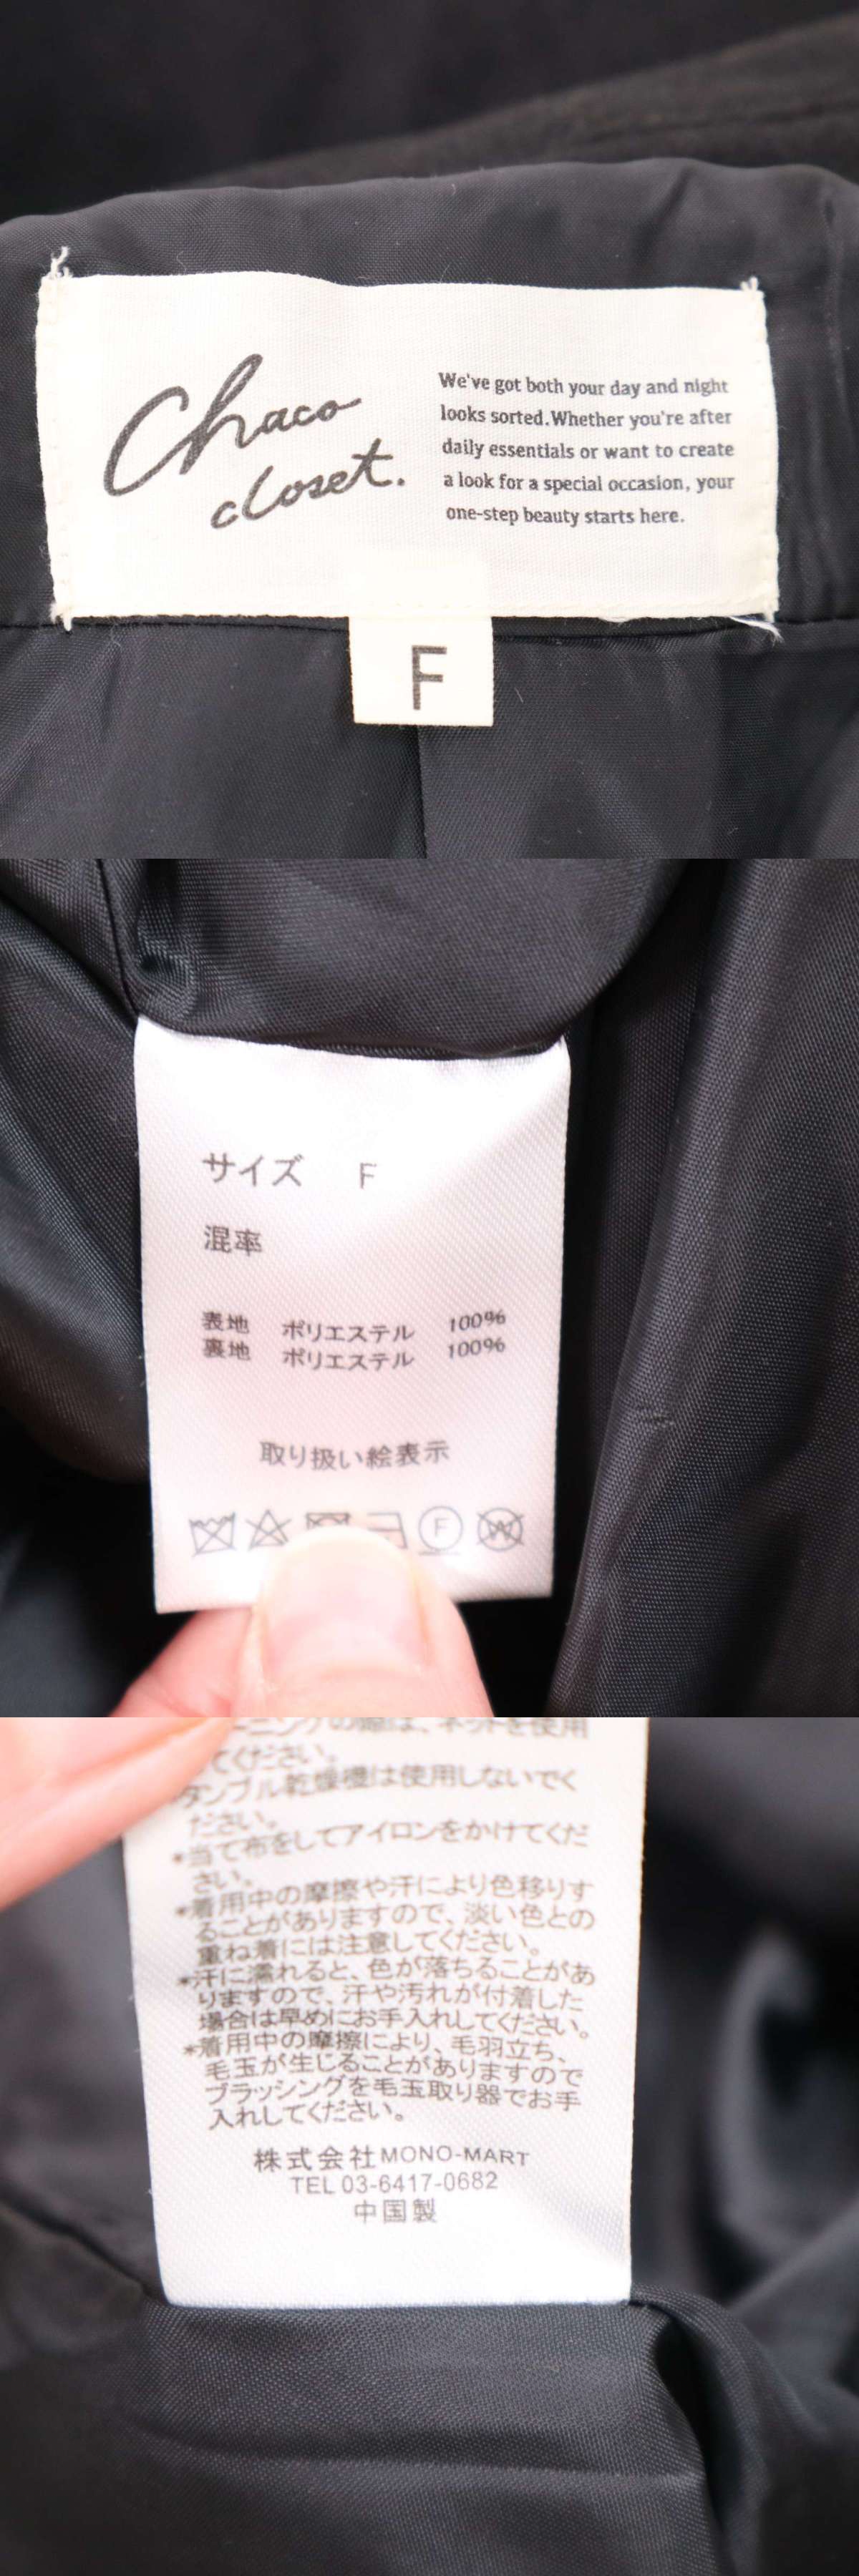 Chaco
closet.
We've got both your day and night
looks sorted.Whether you're after
daily essentials or want to create
a look for a special occasion, your
one-step beauty starts here.
F
サイズ F
混率
表地 ポリエステル 100%
裏地 ポリエステル 100%
取り扱い絵表示
F
W
ーニングの際は、ネットを使用
てください。
タンブル乾燥機は使用しないでく
ださい。
*当て布をしてアイロンをかけてくだ
さい。
*着用中の摩擦や汗により色移りす
ることがありますので、淡い色との
重ね着には注意してください。
*汗に濡れると、色が落ちることがあ
りますので、汗や汚れが付着した
場合は早めにお手入れしてください。
*着用中の摩擦により、毛羽立ち、
毛玉が生じることがありますので
ブラッシングを毛玉取り器でお手
入れしてください。
株式会社MONO-MART
TEL 03-6417-0682
中国製